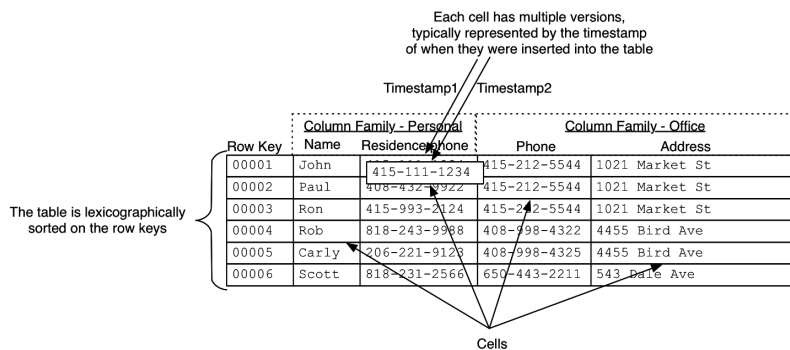 Each cell has multiple versions,
typically represented by the timestamp
of when they were inserted into the table
Timestamp1 Timestamp2
Column Family - Personal Column Family - Office
Row Key Name Residence phone Phone Address
00001 John 415-111-1234 415-212-5544 1021 Market St
00002 Paul 408-432-9922 415-212-5544 1021 Market St
00003 Ron 415-993-2124 415-212-5544 1021 Market St
00004 Rob 818-243-9988 408-998-4322 4455 Bird Ave
00005 Carly 206-221-9123 408-998-4325 4455 Bird Ave
00006 Scott 818-231-2566 650-443-2211 543 Dale Ave
The table is lexicographically
sorted on the row keys
Cells